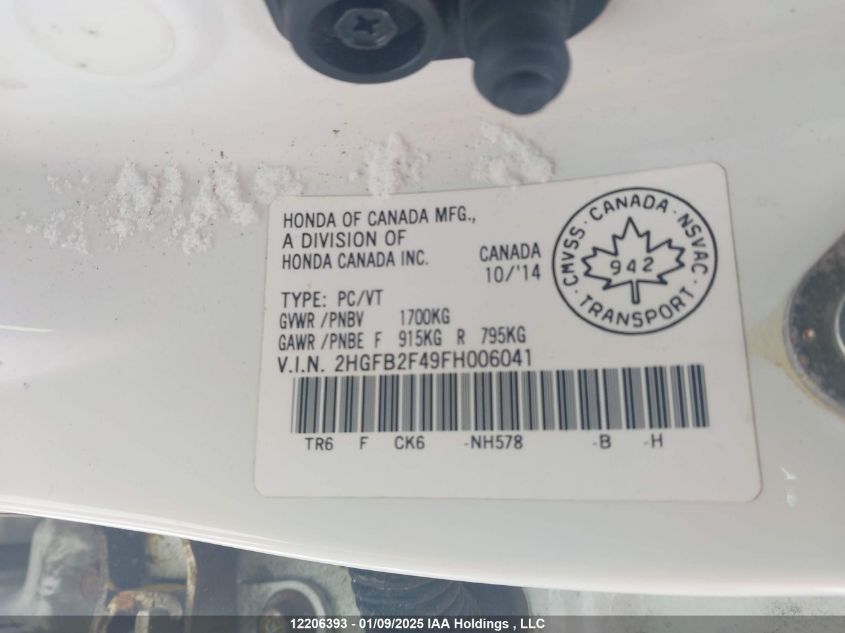 HONDA OF CANADA MFG.,
A DIVISION OF
HONDA CANADA INC.
CANADA
10/'14
CMVSS · CANADA · NSVAC
942
TRANSPORT
TYPE: PC/VT
GVWR /PNBV 1700KG
GAWR /PNBE F 915KG R 795KG
V.I.N. 2HGFB2F49FH006041
TR6 F CK6 -NH578 -B -H
12206393 - 01/09/2025 IAA Holdings , LLC